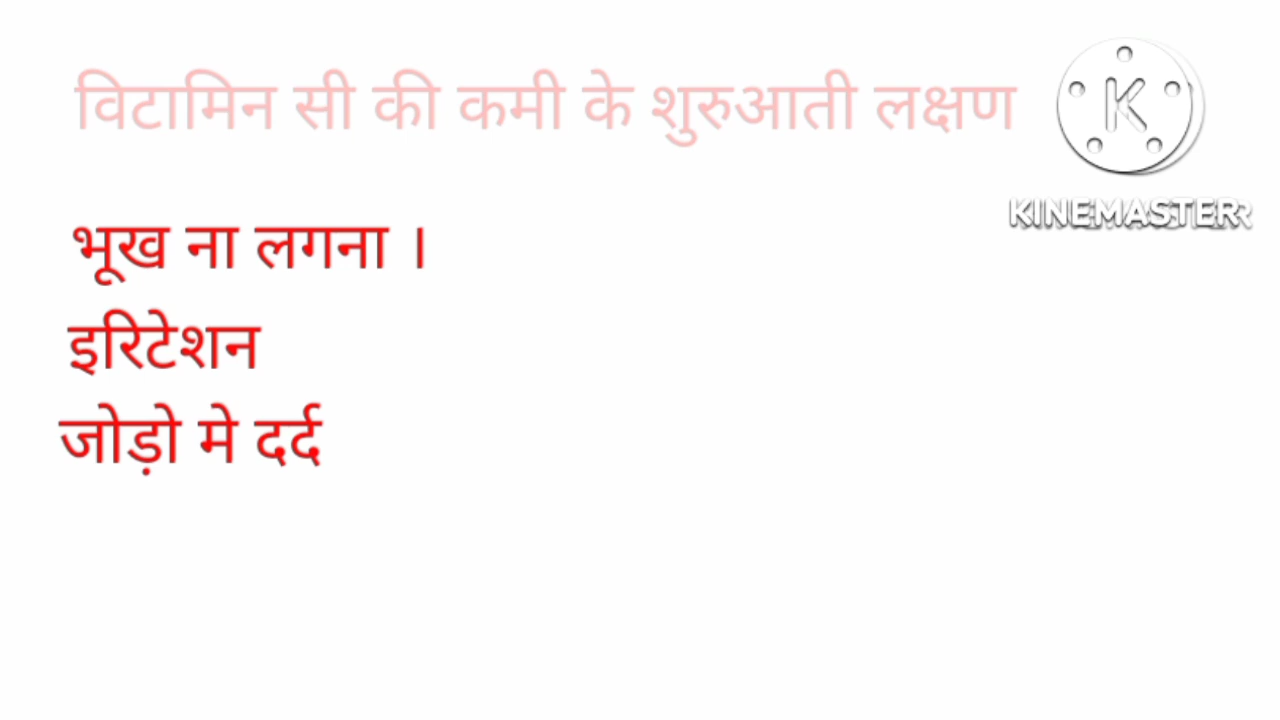 विटामिन सी की कमी के शुरुआती लक्षण
KINEMASTER
भूख ना लगना ।
इरिटेशन
जोड़ो मे दर्द